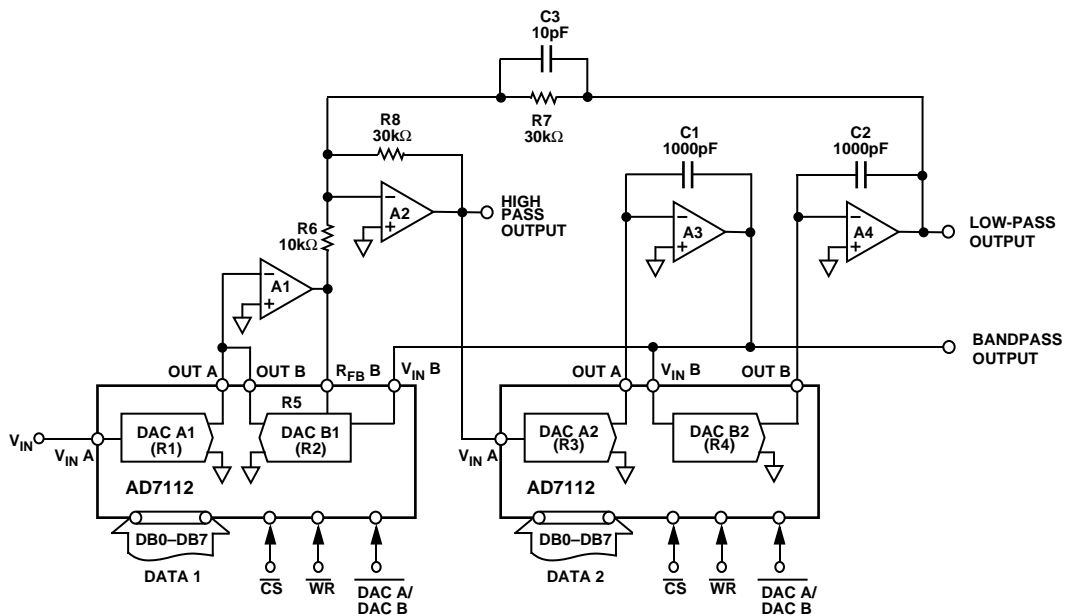 C3
10pF
R7
30kΩ
R8
30kΩ
C1
1000pF
C2
1000pF
A2
HIGH
PASS
OUTPUT
A3
A4
LOW-PASS
OUTPUT
R6
10kΩ
A1
BANDPASS
OUTPUT
OUT A
OUT B
RFB B
VIN B
OUT A
VIN B
OUT B
R5
VIN
VIN A
DAC A1
(R1)
DAC B1
(R2)
VIN A
DAC A2
(R3)
DAC B2
(R4)
AD7112
AD7112
DB0–DB7
DB0–DB7
DATA 1
CS
WR
DAC A/
DAC B
DATA 2
CS
WR
DAC A/
DAC B